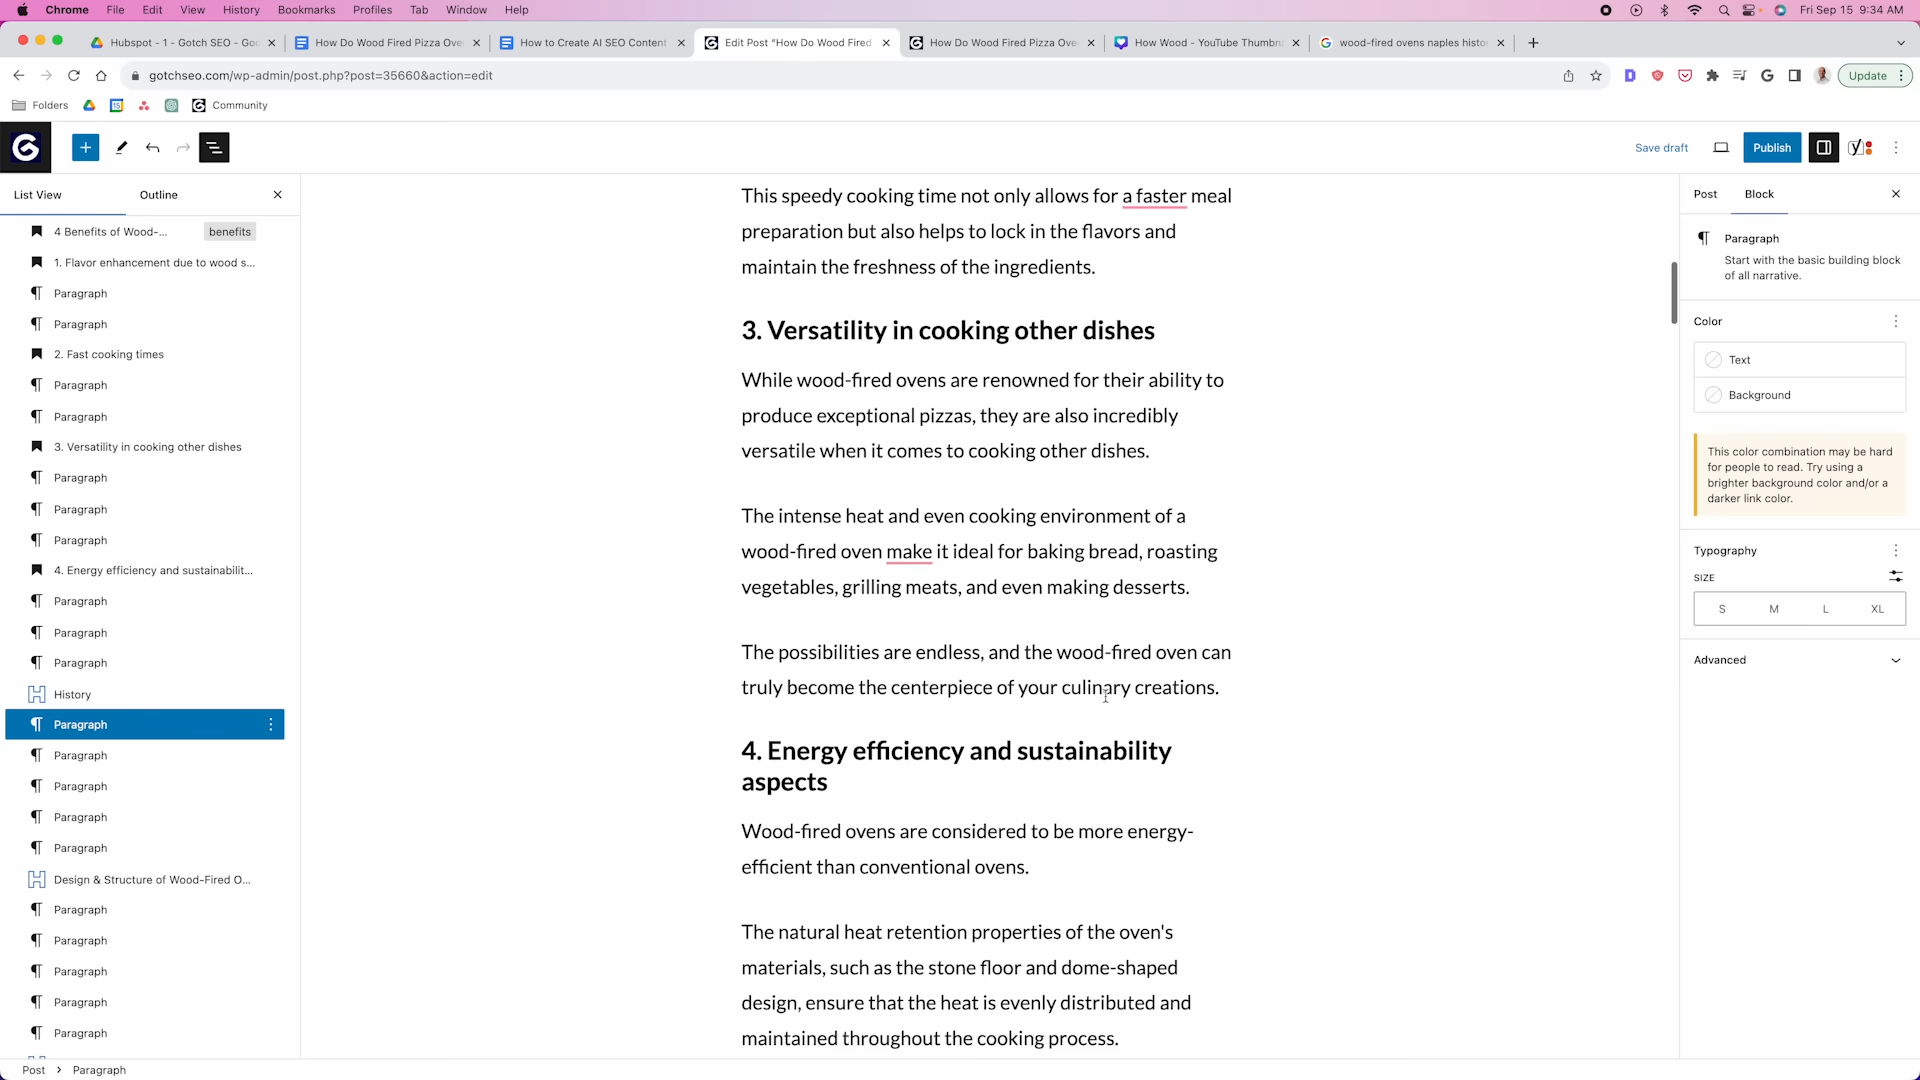 Chrome File Edit View History Bookmarks Profiles Tab Window Help
Fri Sep 15 9:34 AM
Hubspot - 1 - Gotch SEO - Goo
How Do Wood Fired Pizza Ove
How to Create AI SEO Content
Edit Post "How Do Wood Fired
How Do Wood Fired Pizza Ove
How Wood - YouTube Thumbn
wood-fired ovens naples histo
gotchseo.com/wp-admin/post.php?post=35660&action=edit
Update
Folders
15
Community
Save draft
Publish
List View
Outline
4 Benefits of Wood-...
benefits
1. Flavor enhancement due to wood s...
Paragraph
Paragraph
2. Fast cooking times
Paragraph
Paragraph
3. Versatility in cooking other dishes
Paragraph
Paragraph
Paragraph
4. Energy efficiency and sustainabilit...
Paragraph
Paragraph
Paragraph
History
Paragraph
Paragraph
Paragraph
Paragraph
Paragraph
Design & Structure of Wood-Fired O...
Paragraph
Paragraph
Paragraph
Paragraph
Paragraph
This speedy cooking time not only allows for a faster meal
preparation but also helps to lock in the flavors and
maintain the freshness of the ingredients.
3. Versatility in cooking other dishes
While wood-fired ovens are renowned for their ability to
produce exceptional pizzas, they are also incredibly
versatile when it comes to cooking other dishes.
The intense heat and even cooking environment of a
wood-fired oven make it ideal for baking bread, roasting
vegetables, grilling meats, and even making desserts.
The possibilities are endless, and the wood-fired oven can
truly become the centerpiece of your culinary creations.
4. Energy efficiency and sustainability
aspects
Wood-fired ovens are considered to be more energy-
efficient than conventional ovens.
The natural heat retention properties of the oven's
materials, such as the stone floor and dome-shaped
design, ensure that the heat is evenly distributed and
maintained throughout the cooking process.
Post
Block
Paragraph
Start with the basic building block
of all narrative.
Color
Text
Background
This color combination may be hard
for people to read. Try using a
brighter background color and/or a
darker link color.
Typography
SIZE
S M L XL
Advanced
Post > Paragraph